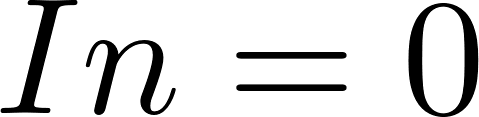 In = 0